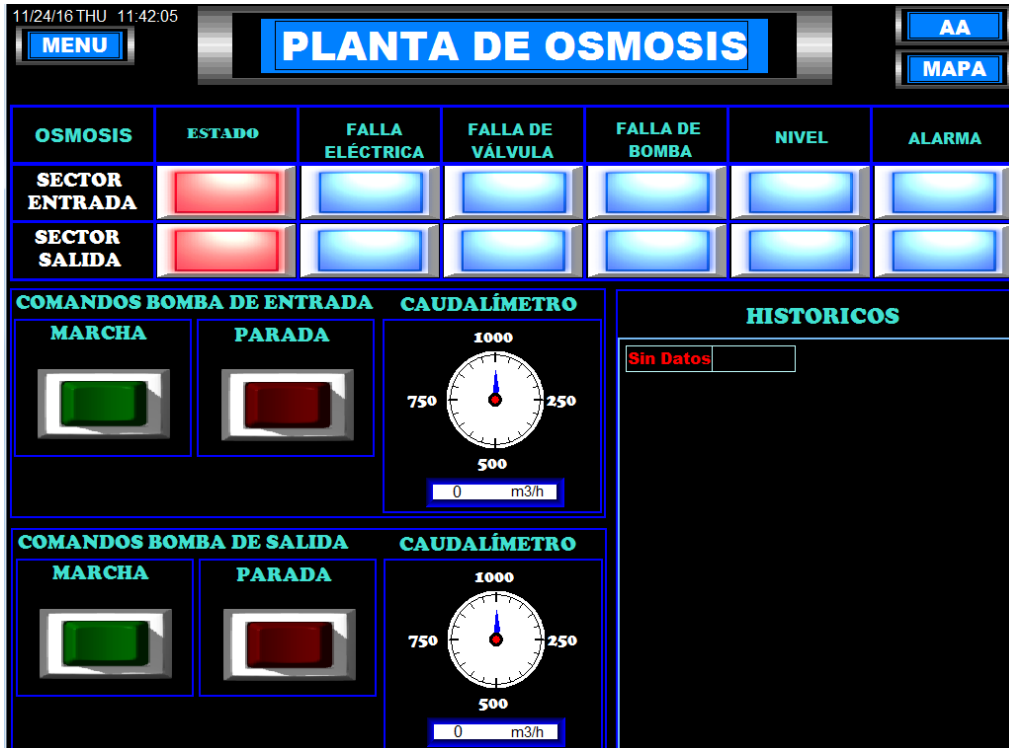 11/24/16 THU 11:42:05
MENU
PLANTA DE OSMOSIS
AA
MAPA
OSMOSIS
ESTADO
FALLA
ELÉCTRICA
FALLA DE
VÁLVULA
FALLA DE
BOMBA
NIVEL
ALARMA
SECTOR
ENTRADA
SECTOR
SALIDA
COMANDOS BOMBA DE ENTRADA
CAUDALÍMETRO
MARCHA
PARADA
1000
750
250
500
0 m3/h
HISTORICOS
Sin Datos
COMANDOS BOMBA DE SALIDA
CAUDALÍMETRO
MARCHA
PARADA
1000
750
250
500
0 m3/h